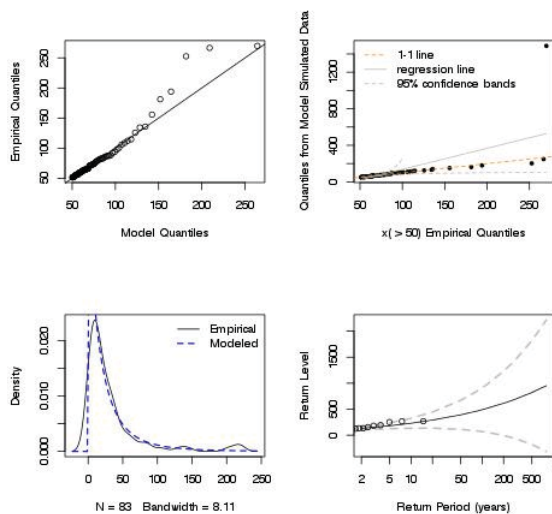 Empirical Quantiles
50 100 150 200 250
50 100 150 200 250
Model Quantiles
Quantiles from Model Simulated Data
0 400 800 1400
1-1 line
regression line
95% confidence bands
50 100 150 200 250
x( > 50) Empirical Quantiles
Density
0.000 0.010 0.020
Empirical
Modeled
0 50 100 150 200 250
N = 83 Bandwidth = 8.11
Return Level
0 500 1500
2 5 10 50 100 500
Return Period (years)